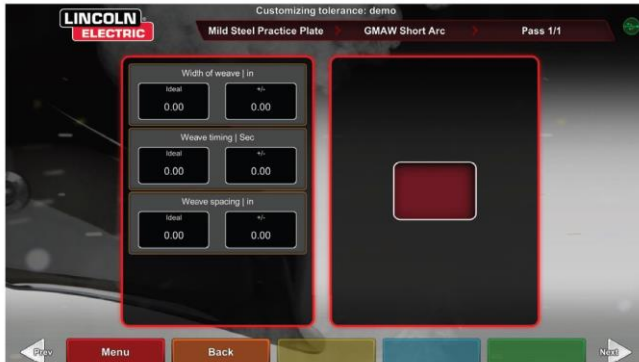 Customizing tolerance: demo
LINCOLN
ELECTRIC
Mild Steel Practice Plate
GMAW Short Arc
Pass 1/1
Width of weave | in
Ideal
+/-
0.00
0.00
Weave timing | Sec
Ideal
+/-
0.00
0.00
Weave spacing | in
Ideal
+/-
0.00
0.00
Prev
Menu
Back
Next